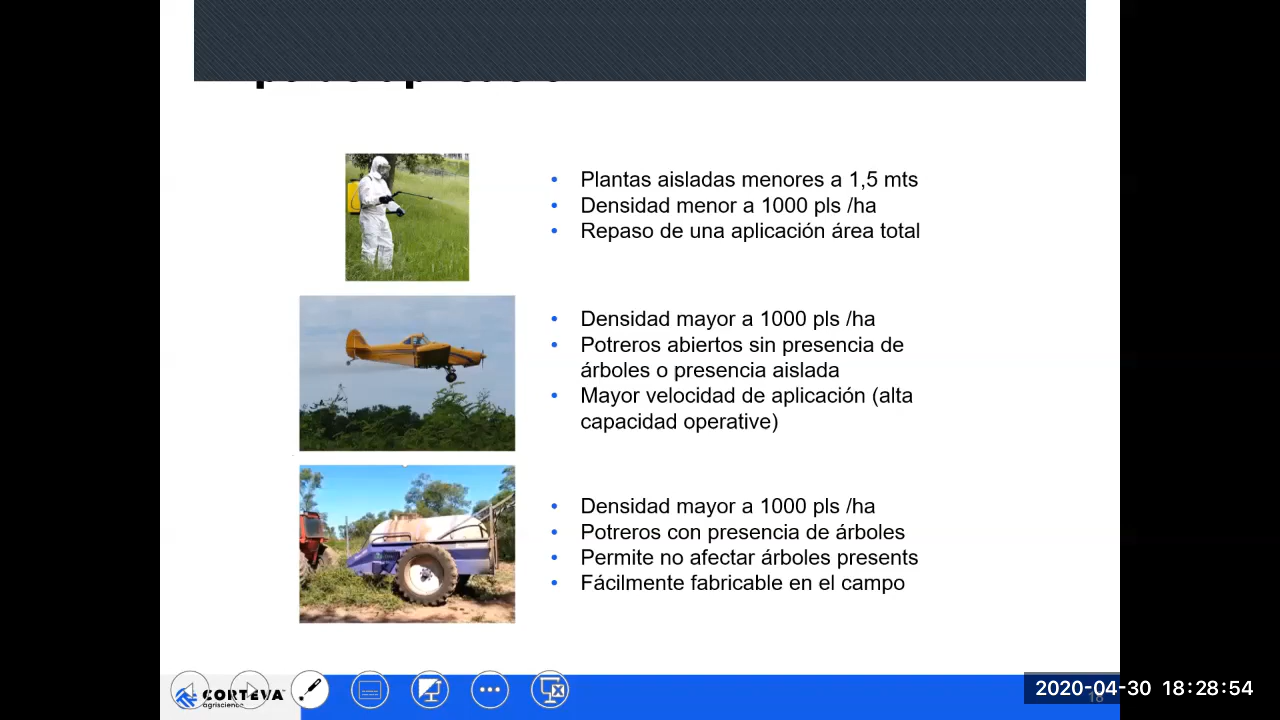 • Plantas aisladas menores a 1,5 mts
• Densidad menor a 1000 pls /ha
• Repaso de una aplicación área total
• Densidad mayor a 1000 pls /ha
• Potreros abiertos sin presencia de
árboles o presencia aislada
• Mayor velocidad de aplicación (alta
capacidad operative)
• Densidad mayor a 1000 pls /ha
• Potreros con presencia de árboles
• Permite no afectar árboles presents
• Fácilmente fabricable en el campo
CORTEVA
agriscience
18
2020-04-30 18:28:54